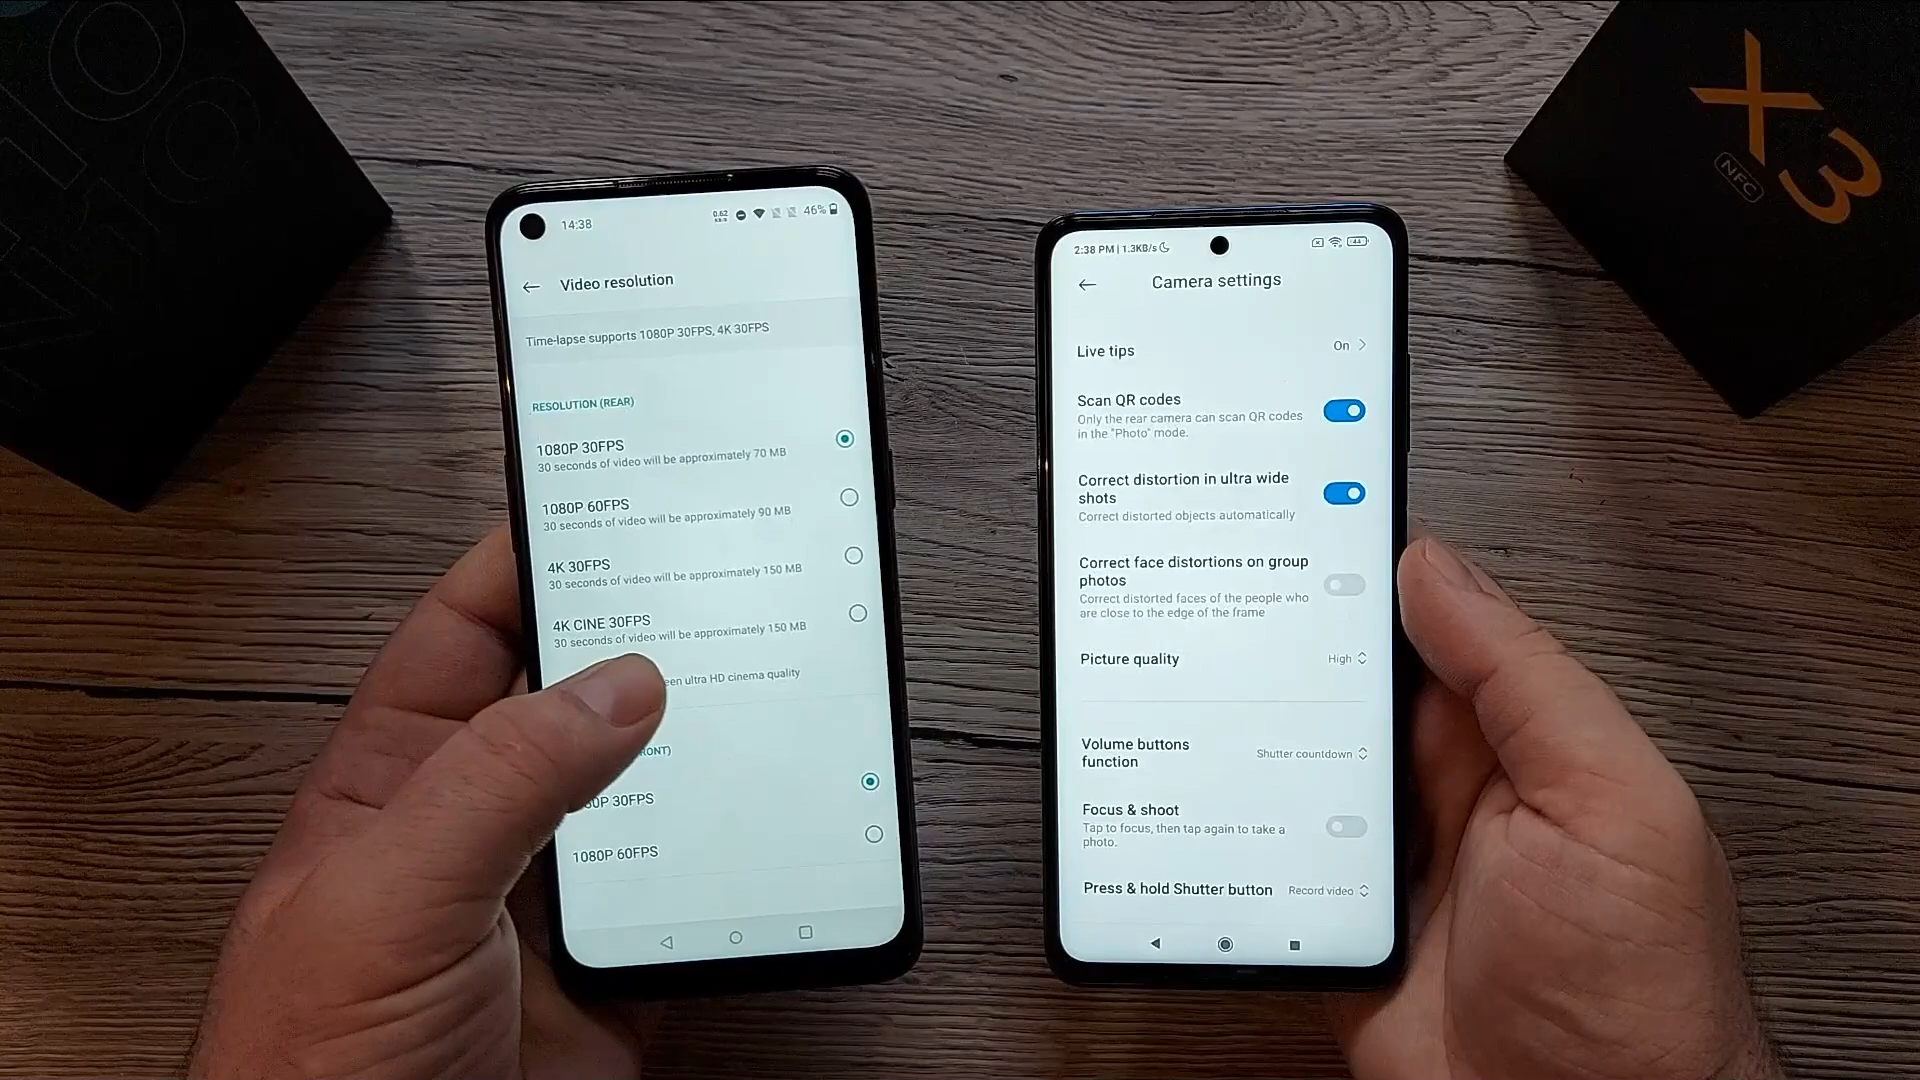 X3
NFC
14:38
0.62
46%
Video resolution
Time-lapse supports 1080P 30FPS, 4K 30FPS
RESOLUTION (REAR)
1080P 30FPS
30 seconds of video will be approximately 70 MB
1080P 60FPS
30 seconds of video will be approximately 90 MB
4K 30FPS
30 seconds of video will be approximately 150 MB
4K CINE 30FPS
30 seconds of video will be approximately 150 MB
ultra HD cinema quality
30FPS
1080P 60FPS
2:38 PM | 1.3KB/s
44
Camera settings
Live tips
On
Scan QR codes
Only the rear camera can scan QR codes
in the "Photo" mode.
Correct distortion in ultra wide
shots
Correct distorted objects automatically
Correct face distortions on group
photos
Correct distorted faces of the people who
are close to the edge of the frame
Picture quality
High
Volume buttons
function
Shutter countdown
Focus & shoot
Tap to focus, then tap again to take a
photo.
Press & hold Shutter button
Record video